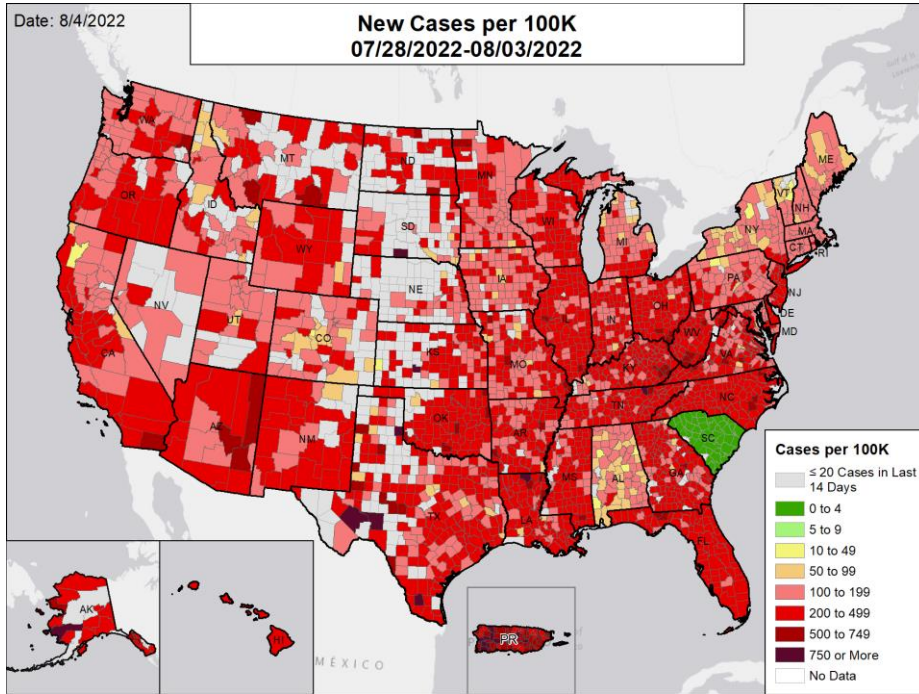 Date: 8/4/2022
New Cases per 100K
07/28/2022-08/03/2022
WA
MT
ND
MN
ME
OR
ID
SD
WI
VT
NH
WY
MI
NY
MA
CT
RI
IA
NE
PA
NV
NJ
UT
IL
IN
OH
DE
CO
MD
CA
KS
MO
WV
VA
KY
NC
TN
AZ
NM
OK
AR
SC
MS
AL
GA
TX
LA
FL
AK
HI
PR
MÉXICO
Cases per 100K
≤ 20 Cases in Last
14 Days
0 to 4
5 to 9
10 to 49
50 to 99
100 to 199
200 to 499
500 to 749
750 or More
No Data